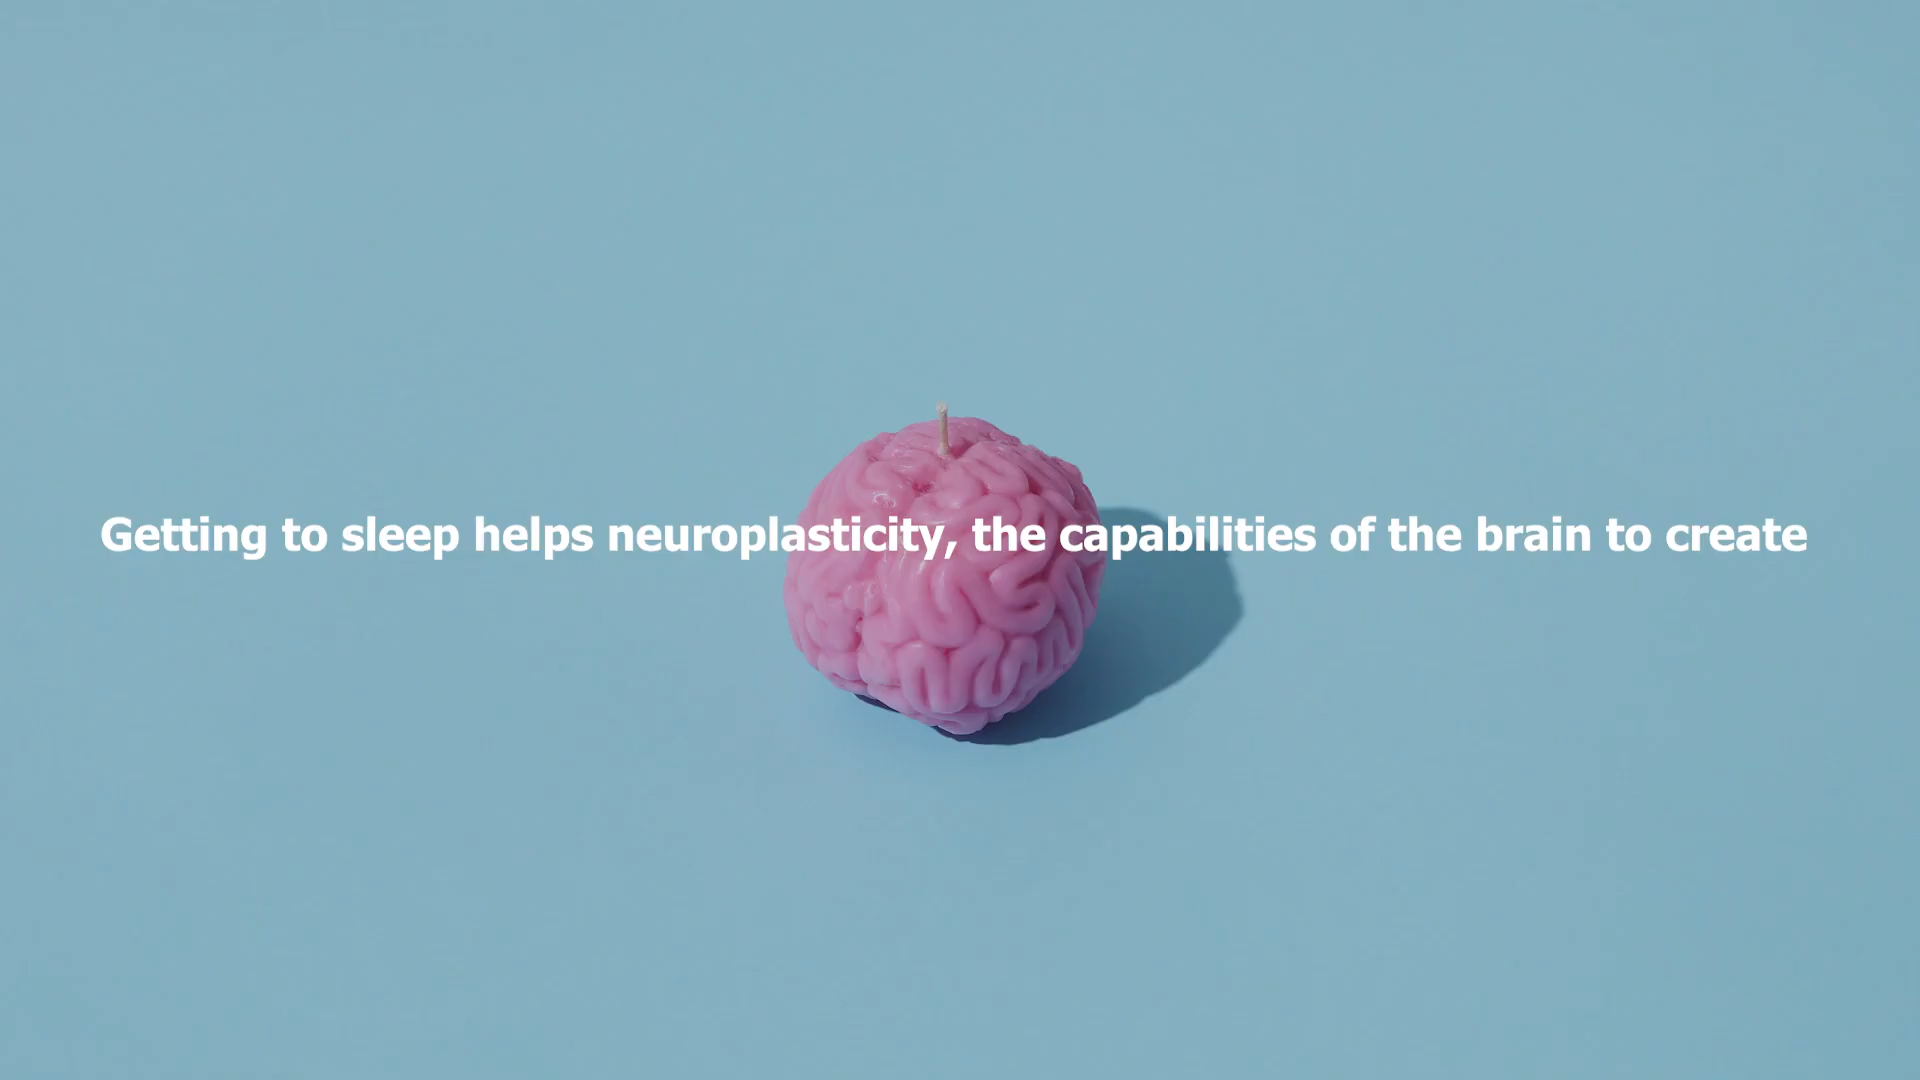 Getting to sleep helps neuroplasticity, the capabilities of the brain to create